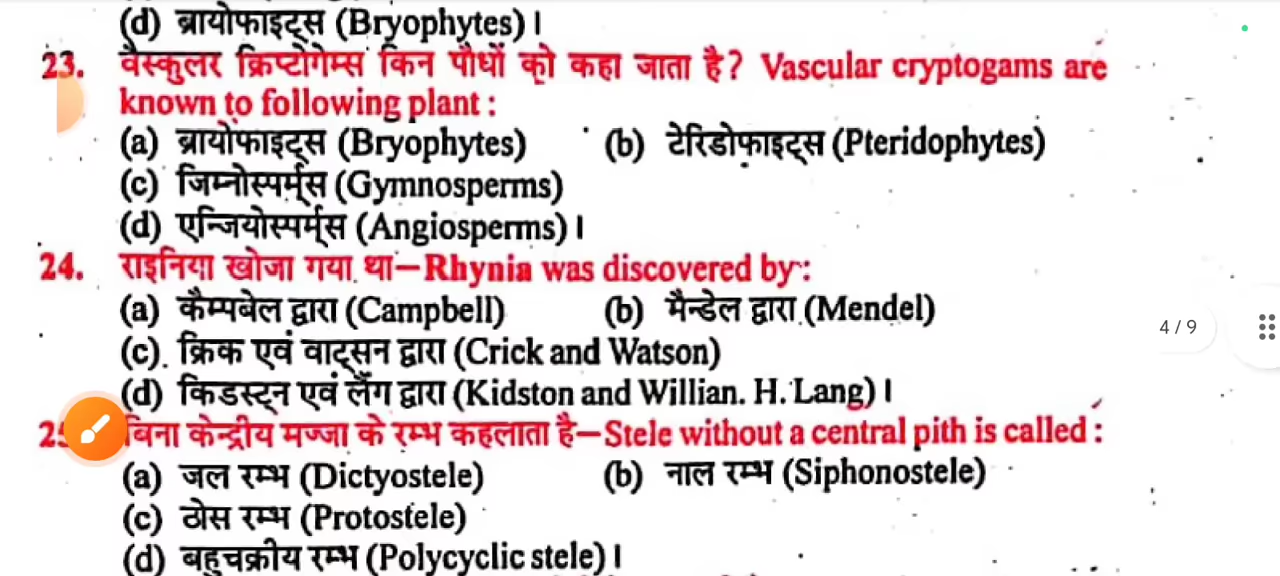 (d) ब्रायोफाइट्स (Bryophytes)।
23. वैस्कुलर क्रिप्टोगेम्स किन पौधों को कहा जाता है? Vascular cryptogams are
known to following plant :
(a) ब्रायोफाइट्स (Bryophytes) (b) टेरिडोफाइट्स (Pteridophytes)
(c) जिम्नोस्पर्म्स (Gymnosperms)
(d) एन्जियोस्पर्म्स (Angiosperms)।
24. राइनिया खोजा गया था–Rhynia was discovered by :
(a) कैम्पबेल द्वारा (Campbell) (b) मैन्डेल द्वारा (Mendel)
4 / 9
(c) क्रिक एवं वाट्सन द्वारा (Crick and Watson)
(d) किडस्टन एवं लैंग द्वारा (Kidston and Willian. H. Lang)।
बिना केन्द्रीय मज्जा के रम्भ कहलाता है–Stele without a central pith is called :
(a) जल रम्भ (Dictyostele) (b) नाल रम्भ (Siphonostele)
(c) ठोस रम्भ (Protostele)
(d) बहुचक्रीय रम्भ (Polycyclic stele)।